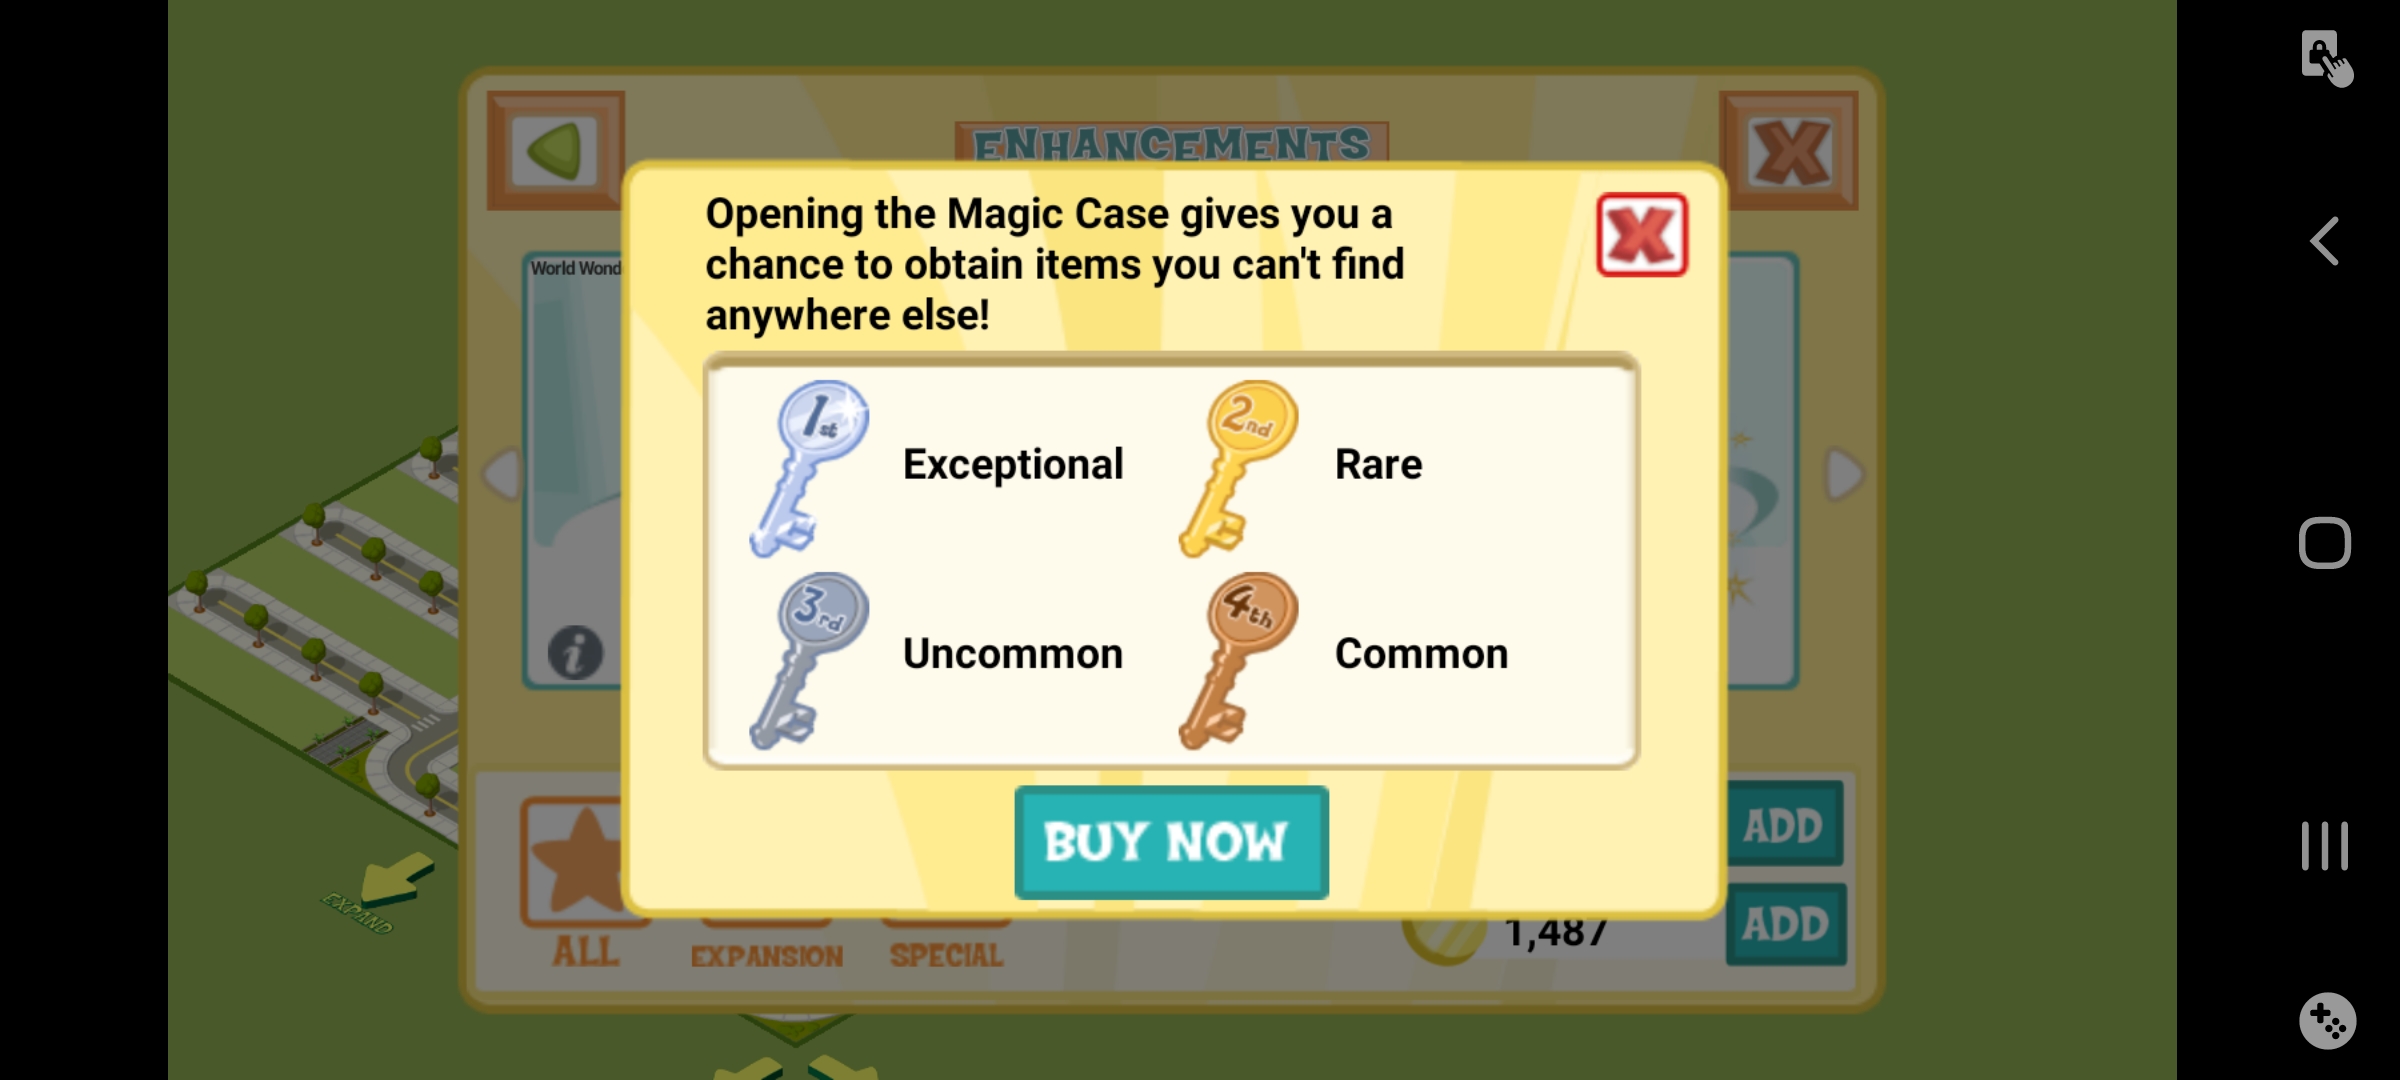 ENHANCEMENTS
Opening the Magic Case gives you a
chance to obtain items you can't find
anywhere else!
World Wond
1st
Exceptional
2nd
Rare
3rd
Uncommon
4th
Common
i
BUY NOW
ADD
ADD
1,487
ALL
EXPANSION
SPECIAL
EXPAND